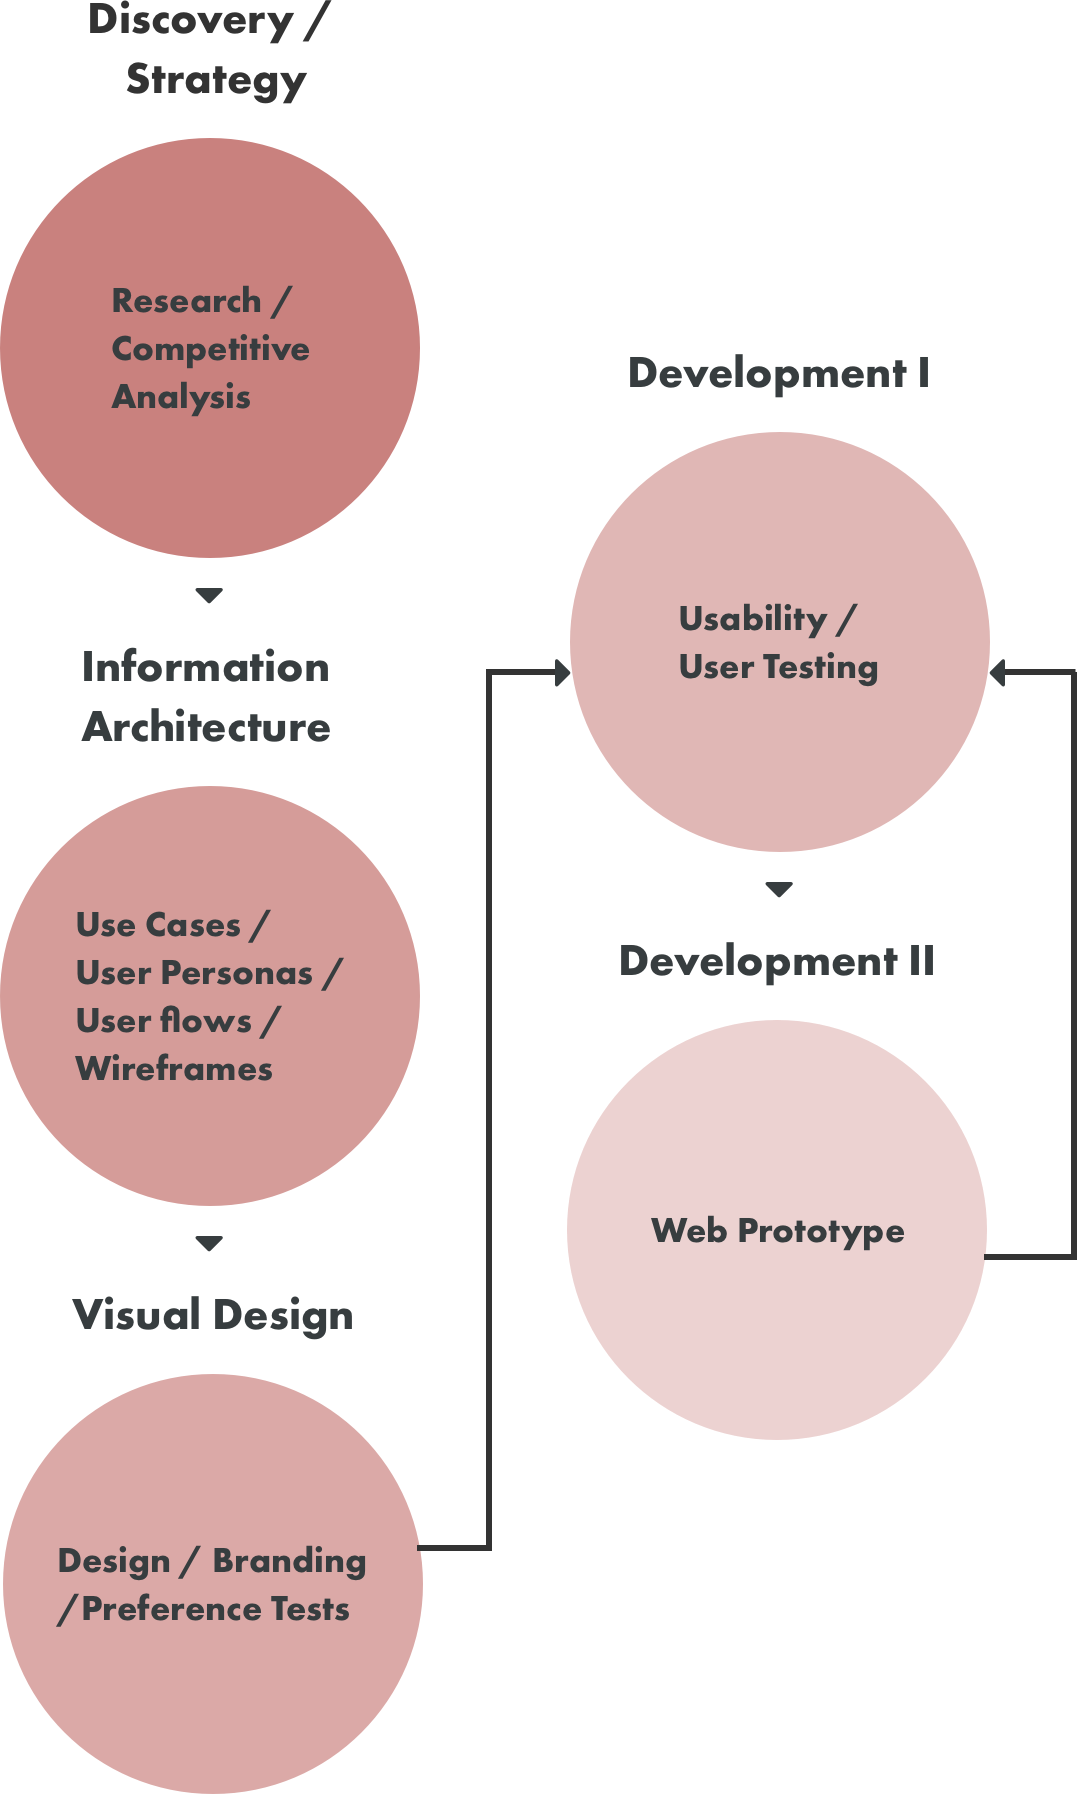 Discovery /
Strategy
Research /
Competitive
Analysis
Information
Architecture
Use Cases /
User Personas /
User flows /
Wireframes
Visual Design
Design / Branding
/Preference Tests
Development I
Usability /
User Testing
Development II
Web Prototype